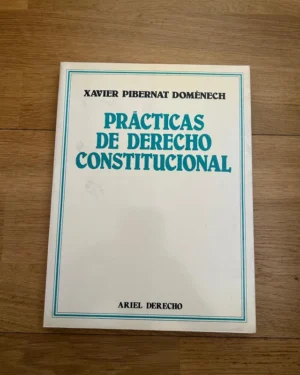 XAVIER PIBERNAT DOMÈNECH
PRÁCTICAS
DE DERECHO
CONSTITUCIONAL
ARIEL DERECHO